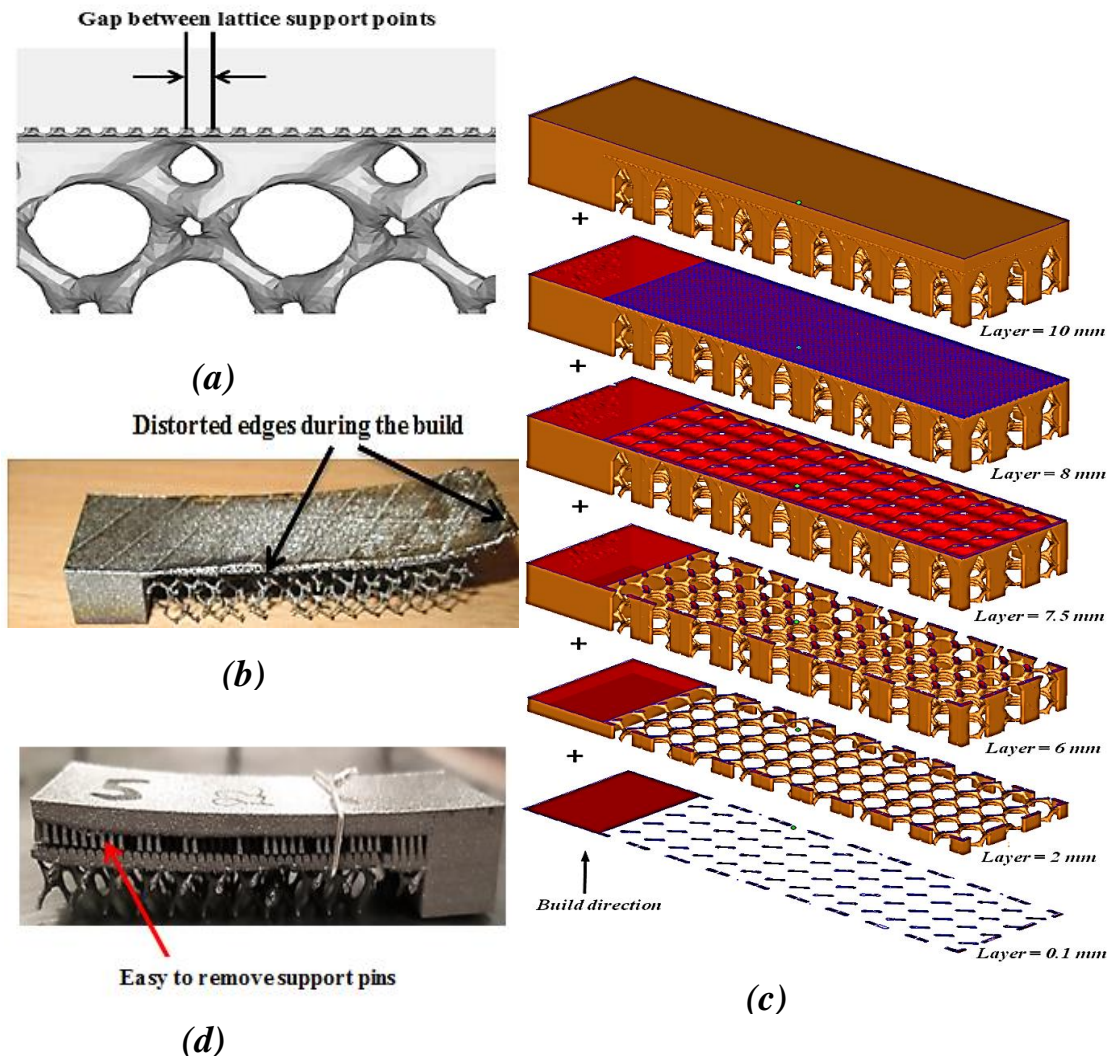 Gap between lattice support points
(a)
Distorted edges during the build
(b)
5
22
Easy to remove support pins
(d)
+
Layer = 10 mm
+
Layer = 8 mm
+
Layer = 7.5 mm
+
Layer = 6 mm
+
Layer = 2 mm
Build direction
Layer = 0.1 mm
(c)